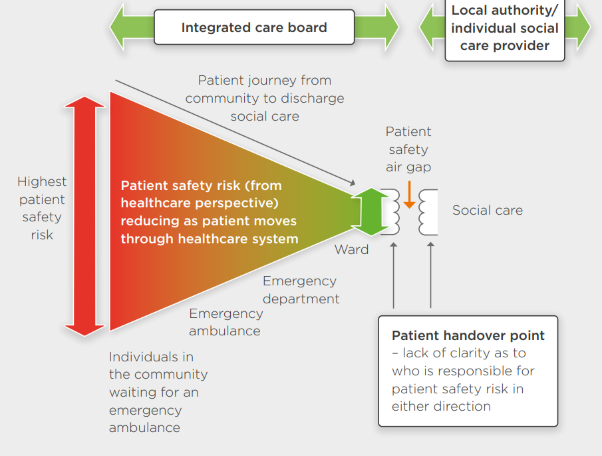 Integrated care board
Local authority/
individual social
care provider
Patient journey from
community to discharge
social care
Patient
safety
air gap
Highest
patient
safety
risk
Patient safety risk (from
healthcare perspective)
reducing as patient moves
through healthcare system
Social care
Ward
Emergency
department
Emergency
ambulance
Individuals in
the community
waiting for an
emergency
ambulance
Patient handover point
– lack of clarity as to
who is responsible for
patient safety risk in
either direction